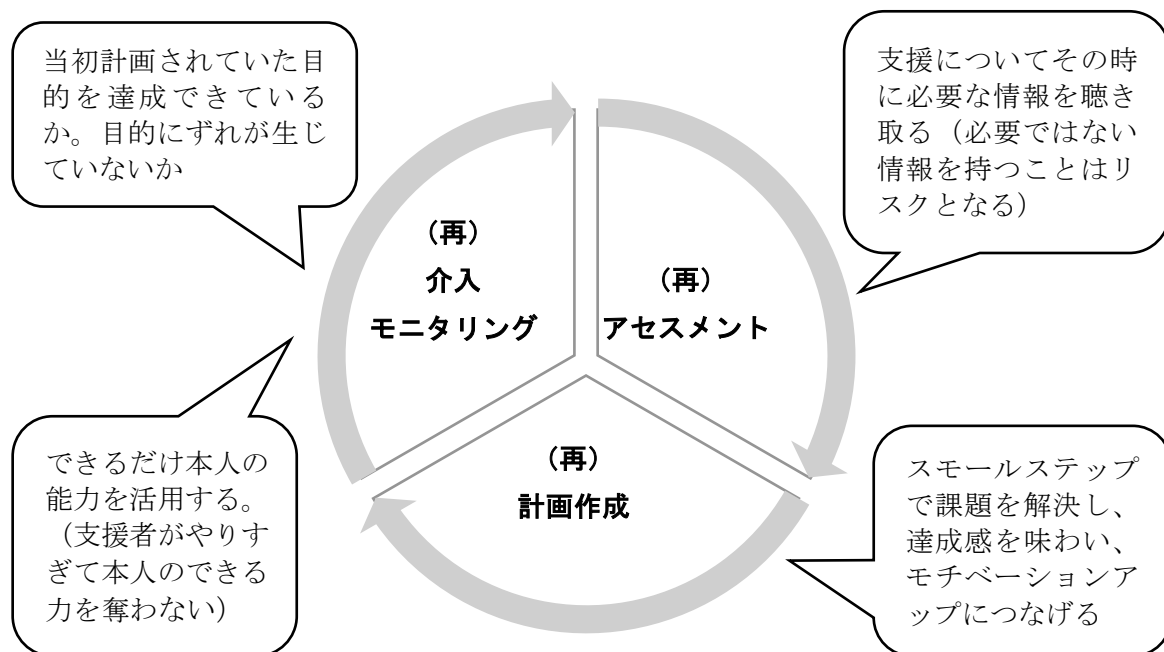 当初計画されていた目
的を達成できている
か。目的にずれが生じ
ていないか
支援についてその時
に必要な情報を聴き
取る（必要ではない
情報を持つことはリ
スクとなる）
（再）
介入
モニタリング
（再）
アセスメント
（再）
計画作成
できるだけ本人の
能力を活用する。
（支援者がやりす
ぎて本人のできる
力を奪わない）
スモールステップ
で課題を解決し、
達成感を味わい、
モチベーションア
ップにつなげる